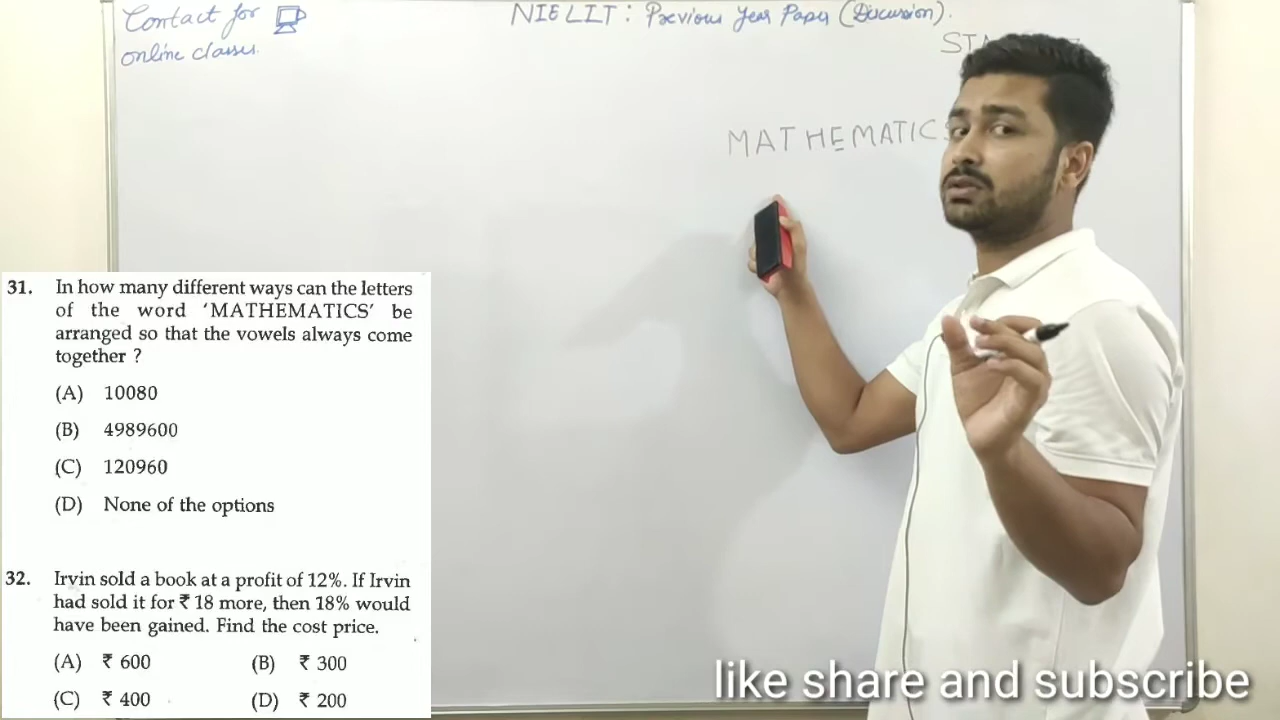 Contact for
online classes.
NIELIT : Previous Year Paper (Discussion).
MATHEMATICS
31. In how many different ways can the letters
of the word 'MATHEMATICS' be
arranged so that the vowels always come
together ?
(A) 10080
(B) 4989600
(C) 120960
(D) None of the options
32. Irvin sold a book at a profit of 12%. If Irvin
had sold it for ₹ 18 more, then 18% would
have been gained. Find the cost price.
(A) ₹ 600 (B) ₹ 300
(C) ₹ 400 (D) ₹ 200
like share and subscribe